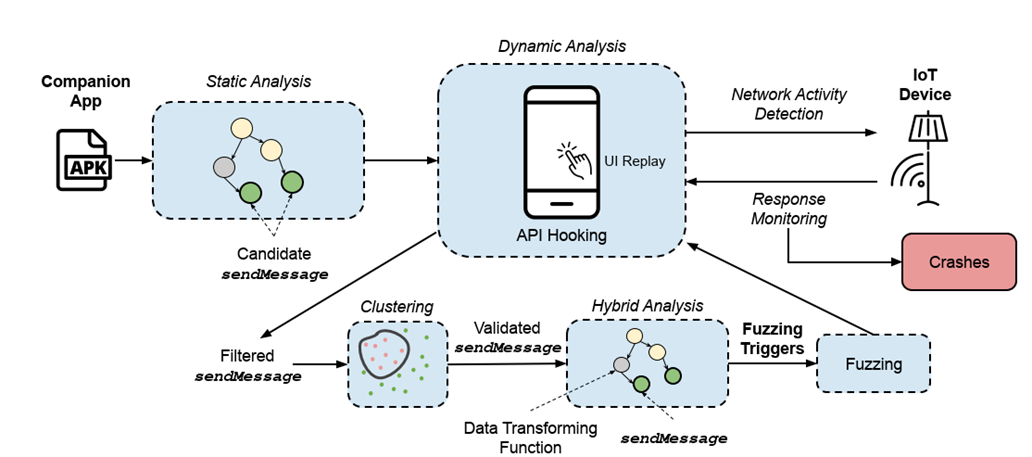 Dynamic Analysis
Companion
App
Static Analysis
IoT
Device
Network Activity
Detection
APK
UI Replay
Response
Monitoring
API Hooking
Candidate
sendMessage
Crashes
Clustering
Hybrid Analysis
Validated
sendMessage
Fuzzing
Triggers
Filtered
sendMessage
Fuzzing
Data Transforming
Function
sendMessage